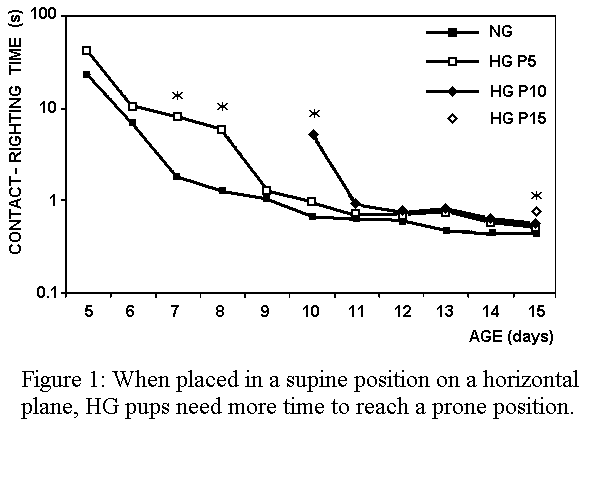 100
10
1
0.1
CONTACT-RIGHTING TIME (s)
NG
HG P5
HG P10
HG P15
* * * *
5 6 7 8 9 10 11 12 13 14 15
AGE (days)
Figure 1: When placed in a supine position on a horizontal
plane, HG pups need more time to reach a prone position.